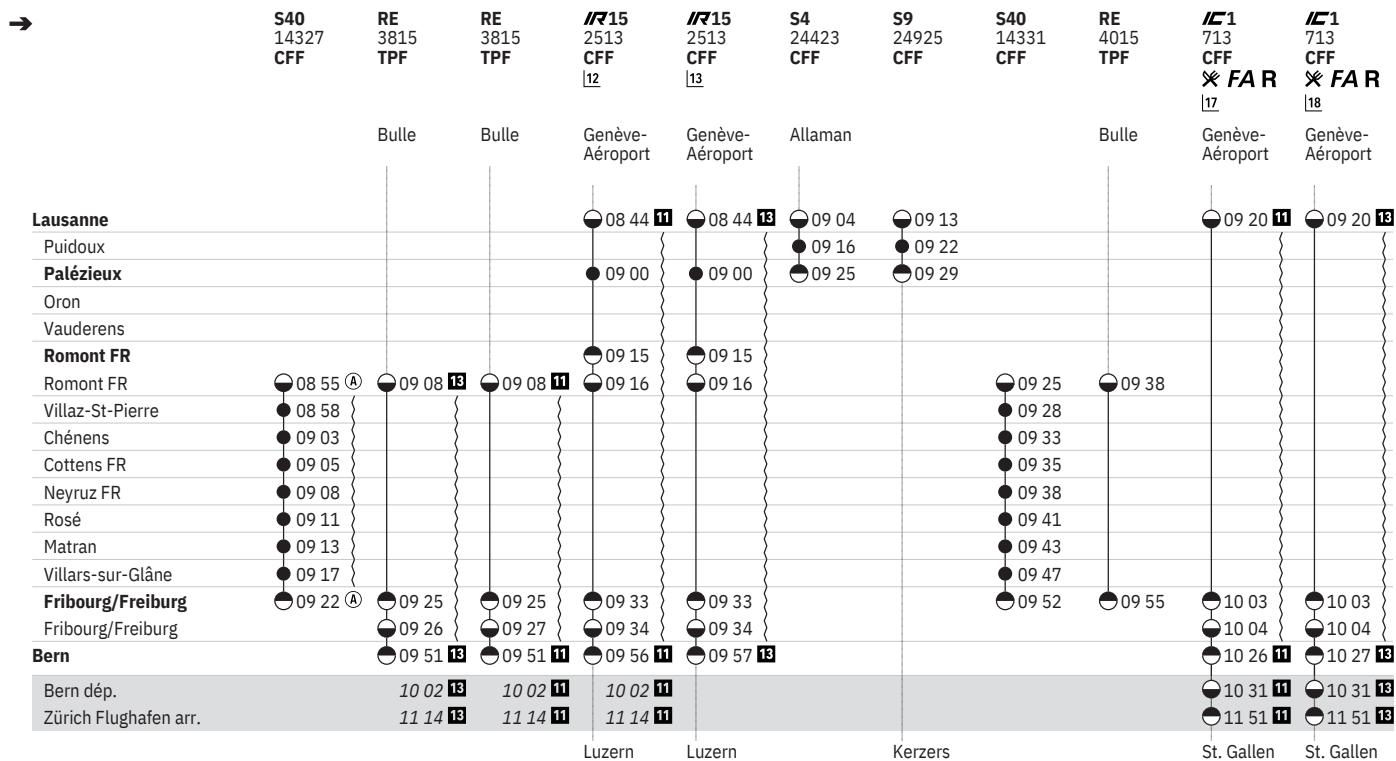 ➔ S40 RE RE IR15 IR15 S4 S9 S40 RE IC1 IC1
14327 3815 3815 2513 2513 24423 24925 14331 4015 713 713
CFF TPF TPF CFF CFF CFF CFF CFF TPF CFF CFF
12 13 FA R FA R
17 18
Bulle Bulle Genève- Genève- Allaman Bulle Genève- Genève-
Aéroport Aéroport Aéroport Aéroport
Lausanne 08 44 11 08 44 13 09 04 09 13 09 20 11 09 20 13
Puidoux 09 16 09 22
Palézieux 09 00 09 00 09 25 09 29
Oron
Vauderens
Romont FR 09 15 09 15
Romont FR 08 55 A 09 08 13 09 08 11 09 16 09 16 09 25 09 38
Villaz-St-Pierre 08 58 09 28
Chénens 09 03 09 33
Cottens FR 09 05 09 35
Neyruz FR 09 08 09 38
Rosé 09 11 09 41
Matran 09 13 09 43
Villars-sur-Glâne 09 17 09 47
Fribourg/Freiburg 09 22 A 09 25 09 25 09 33 09 33 09 52 09 55 10 03 10 03
Fribourg/Freiburg 09 26 09 27 09 34 09 34 10 04 10 04
Bern 09 51 13 09 51 11 09 56 11 09 57 13 10 26 11 10 27 13
Bern dép. 10 02 13 10 02 11 10 02 11 10 31 11 10 31 13
Zürich Flughafen arr. 11 14 13 11 14 11 11 14 11 11 51 11 11 51 13
Luzern Luzern Kerzers St. Gallen St. Gallen